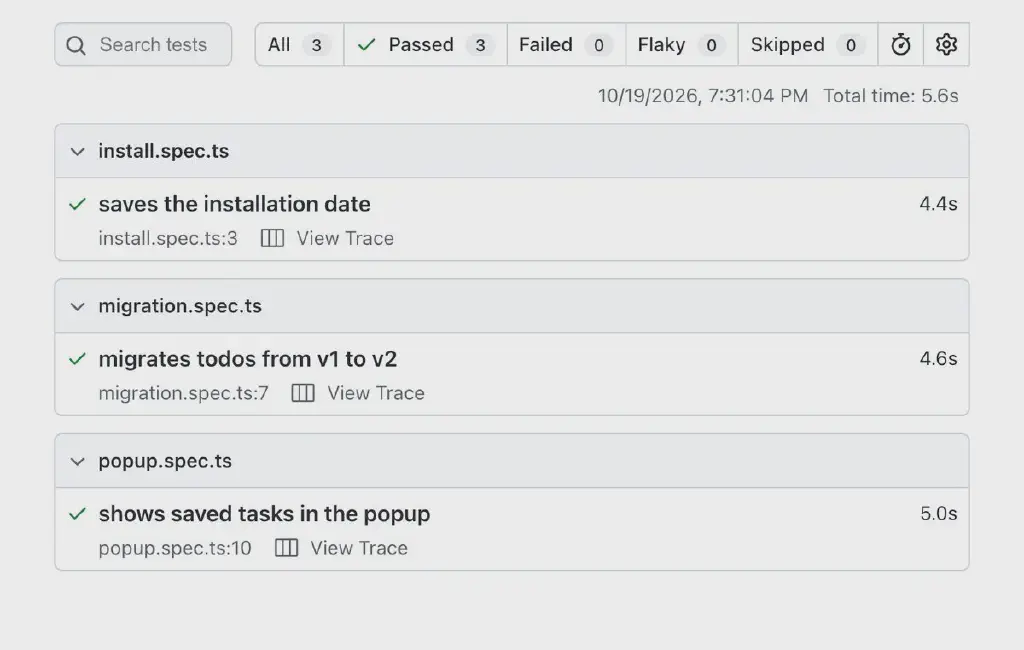 Search tests All 3 Passed 3 Failed 0 Flaky 0 Skipped 0
10/19/2026, 7:31:04 PM Total time: 5.6s
install.spec.ts
saves the installation date 4.4s
install.spec.ts:3 View Trace
migration.spec.ts
migrates todos from v1 to v2 4.6s
migration.spec.ts:7 View Trace
popup.spec.ts
shows saved tasks in the popup 5.0s
popup.spec.ts:10 View Trace